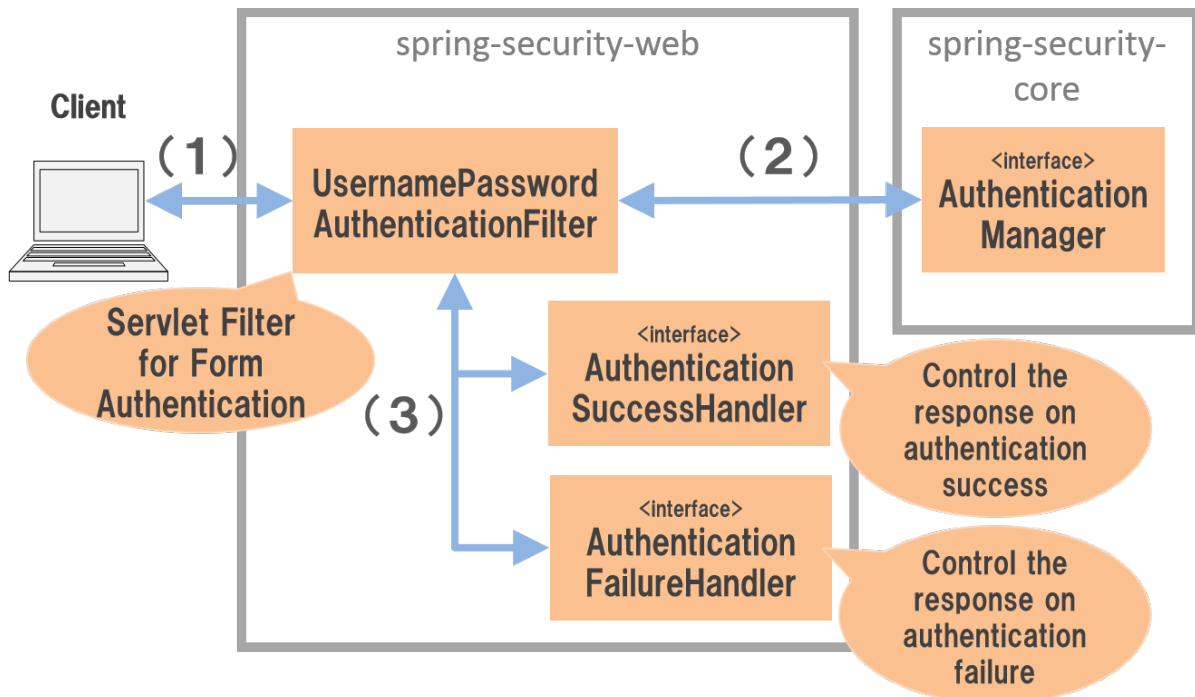 spring-security-web
spring-security-
core
Client
(1)
UsernamePassword
AuthenticationFilter
(2)
<interface>
Authentication
Manager
Servlet Filter
for Form
Authentication
(3)
<interface>
Authentication
SuccessHandler
Control the
response on
authentication
success
<interface>
Authentication
FailureHandler
Control the
response on
authentication
failure